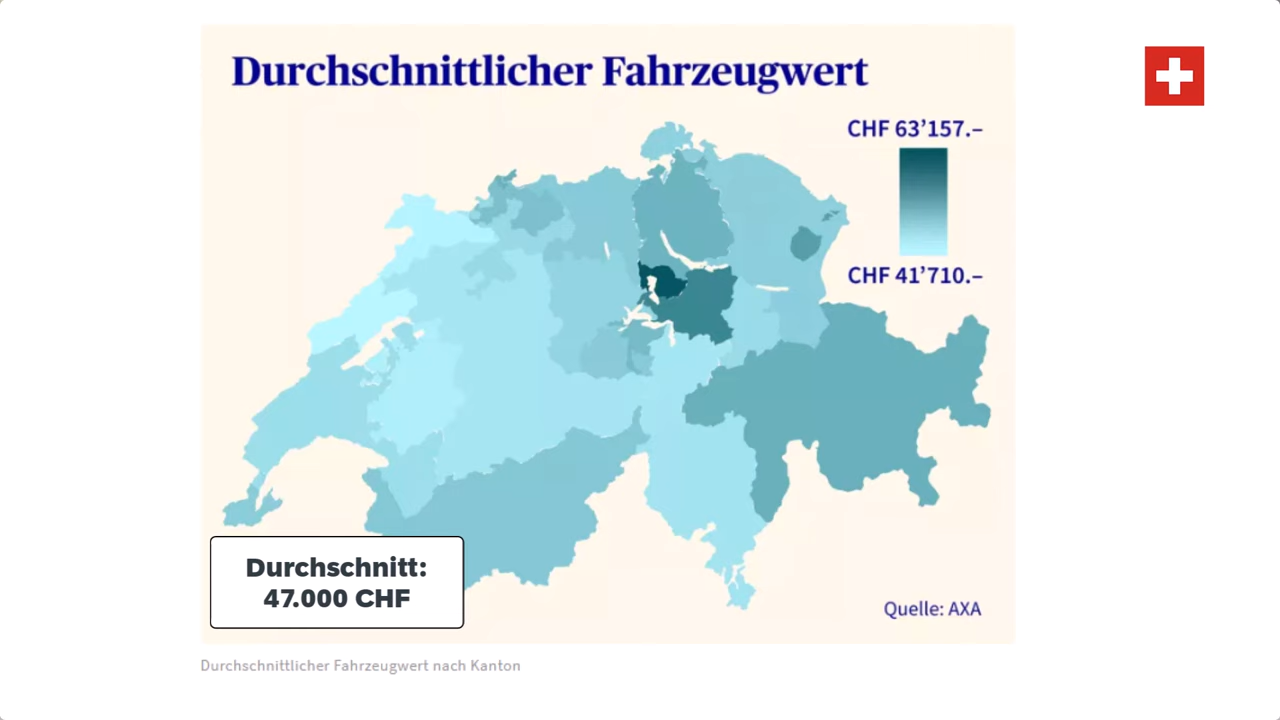 Durchschnittlicher Fahrzeugwert
CHF 63’157.–
CHF 41’710.–
Durchschnitt:
47.000 CHF
Quelle: AXA
Durchschnittlicher Fahrzeugwert nach Kanton